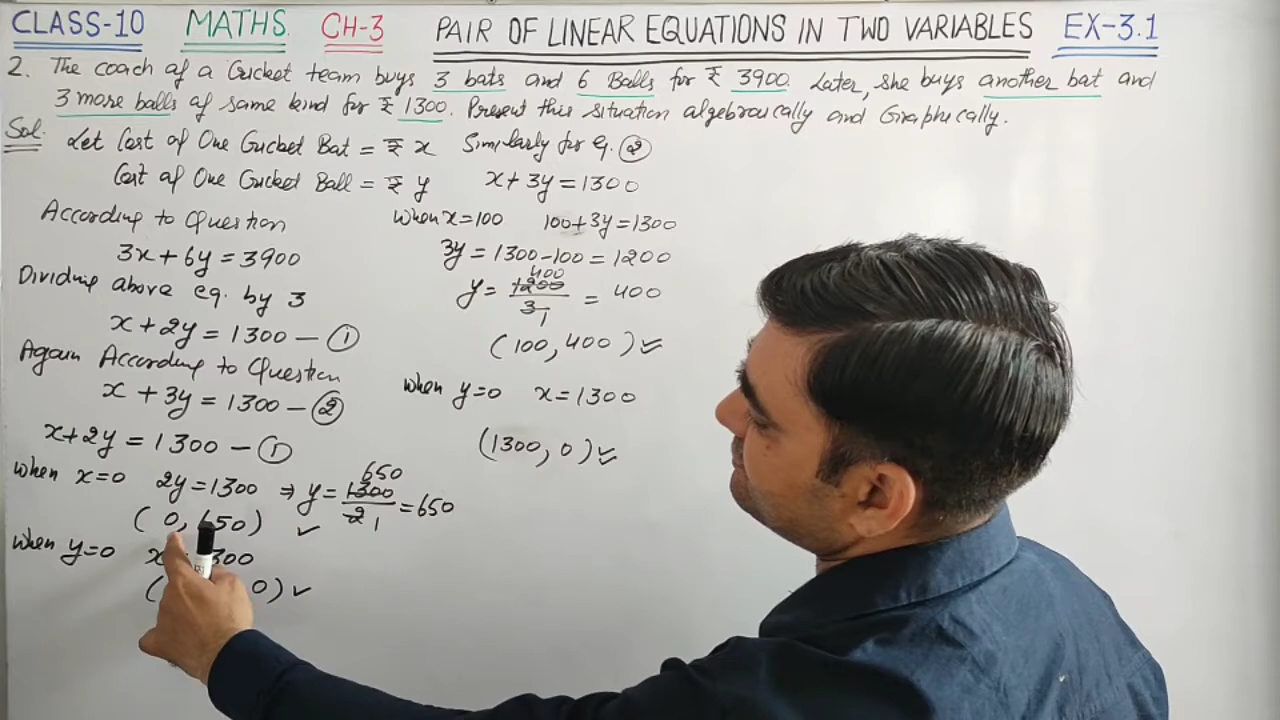 CLASS-10 MATHS CH-3 PAIR OF LINEAR EQUATIONS IN TWO VARIABLES EX-3.1
2. The coach of a Cricket team buys 3 bats and 6 Balls for ₹ 3900. Later, she buys another bat and
3 more balls of same kind for ₹ 1300. Present this situation algebraically and Graphically.
Sol. Let Cost of One Cricket Bat = ₹ x
Cost of One Cricket Ball = ₹ y
According to Question
3x + 6y = 3900
Dividing above eq. by 3
x + 2y = 1300 — ①
Again According to Question
x + 3y = 1300 — ②
x + 2y = 1300 — ①
when x=0 2y = 1300 ⇒ y = 1300/2 = 650
650
1
(0, 650) ✓
when y=0 x 300
( 0) ✓
Similarly for eq. ②
x + 3y = 1300
when x=100 100+3y = 1300
3y = 1300-100 = 1200
y = 1200/3 = 400
400
1
(100, 400) ✓
when y=0 x = 1300
(1300, 0) ✓